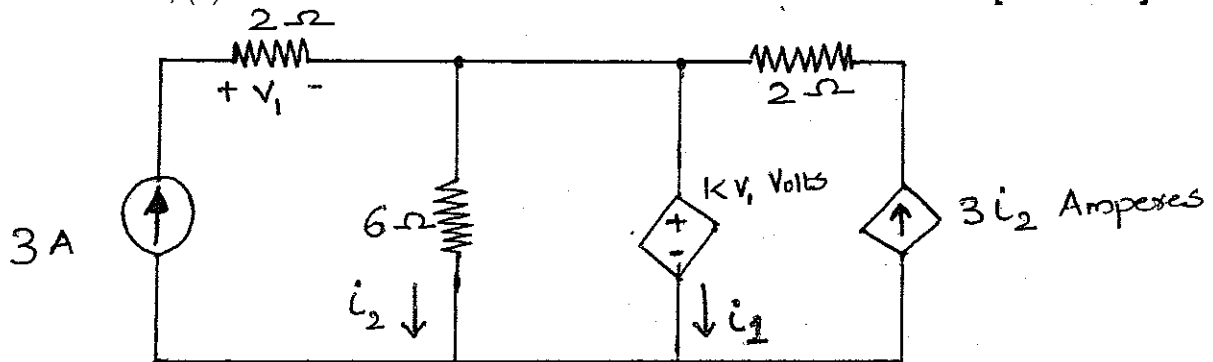 2 Ω
+ V₁ -
2 Ω
K V₁ Volts
3 A
6 Ω
+
-
3 i₂ Amperes
i₂
i₁